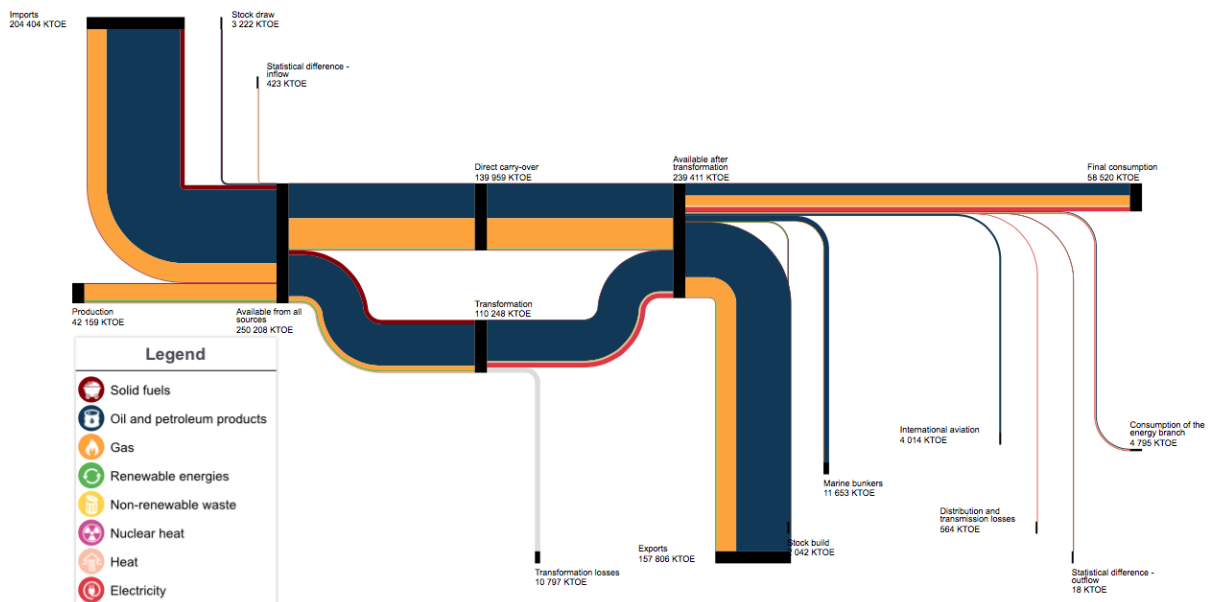 Imports
204 404 KTOE
Stock draw
3 222 KTOE
Statistical difference -
inflow
423 KTOE
Direct carry-over
139 959 KTOE
Available after
transformation
239 411 KTOE
Final consumption
58 520 KTOE
Production
42 159 KTOE
Available from all
sources
250 208 KTOE
Transformation
110 248 KTOE
Legend
Solid fuels
Oil and petroleum products
Gas
Renewable energies
Non-renewable waste
Nuclear heat
Heat
Electricity
International aviation
4 014 KTOE
Consumption of the
energy branch
4 795 KTOE
Marine bunkers
11 653 KTOE
Distribution and
transmission losses
564 KTOE
Exports
157 806 KTOE
Stock build
042 KTOE
Transformation losses
10 797 KTOE
Statistical difference -
outflow
18 KTOE